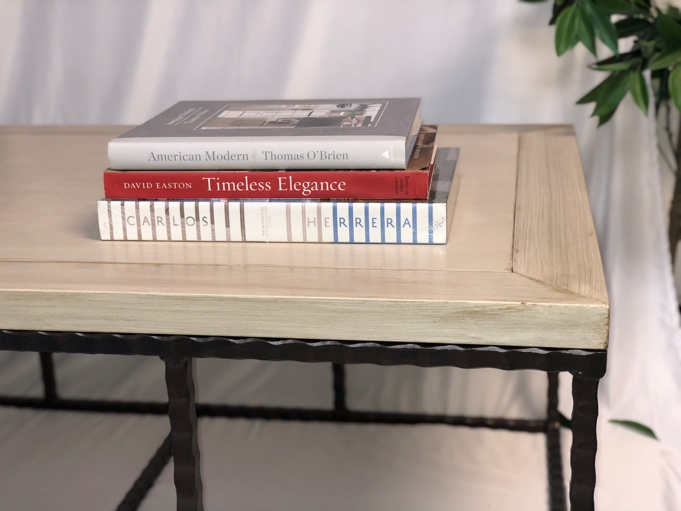 American Modern Thomas O'Brien
DAVID EASTON Timeless Elegance
CARLOS HERRERA